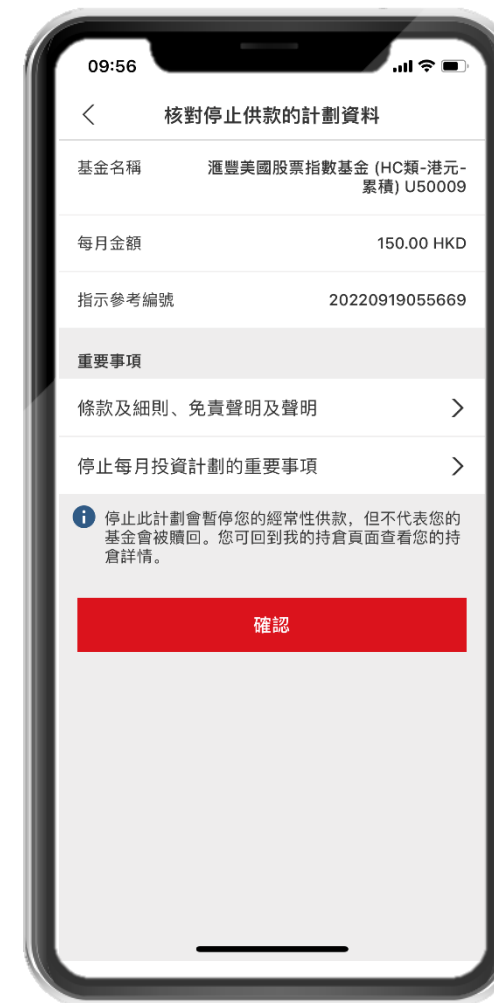 09:56
核對停止供款的計劃資料
基金名稱
滙豐美國股票指數基金 (HC類-港元-
累積) U50009
每月金額
150.00 HKD
指示參考編號
20220919055669
重要事項
條款及細則、免責聲明及聲明
停止每月投資計劃的重要事項
停止此計劃會暫停您的經常性供款，但不代表您的
基金會被贖回。您可回到我的持倉頁面查看您的持
倉詳情。
確認